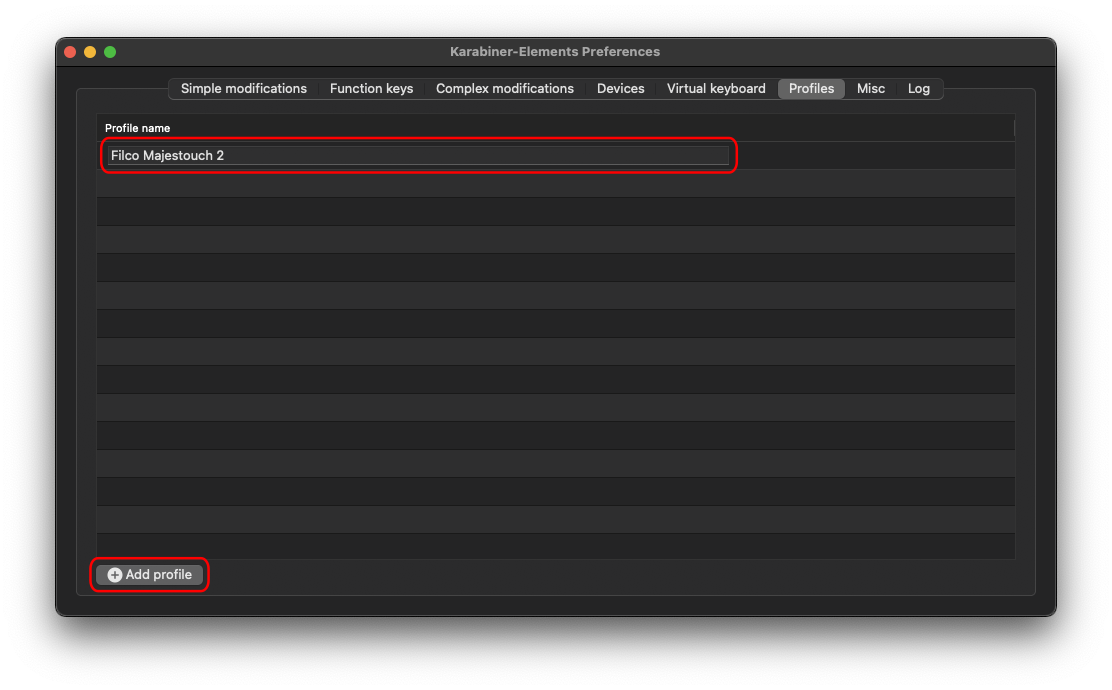 Karabiner-Elements Preferences
Simple modifications Function keys Complex modifications Devices Virtual keyboard Profiles Misc Log
Profile name
Filco Majestouch 2
Add profile